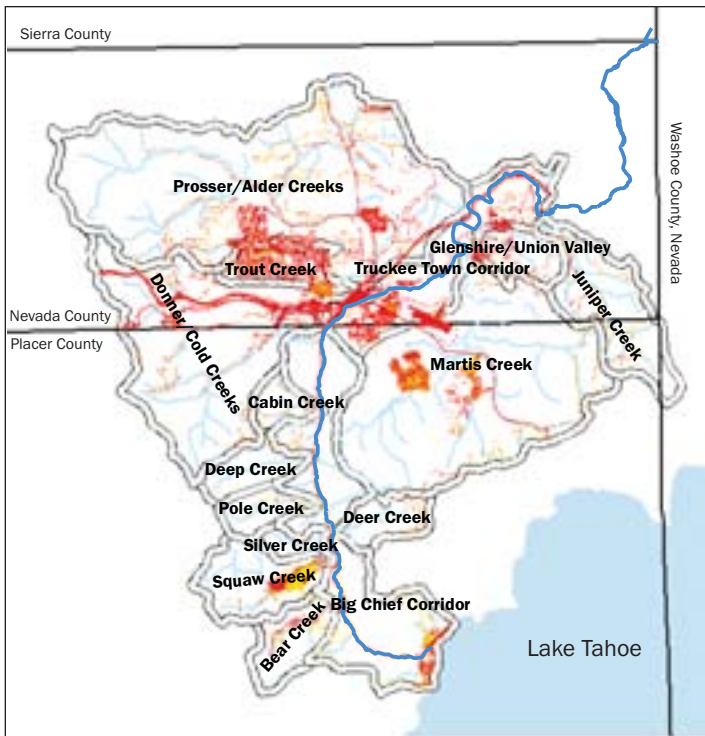 Sierra County
Washoe County, Nevada
Prosser/Alder Creeks
Glenshire/Union Valley
Trout Creek
Truckee Town Corridor
Juniper Creek
Donner/Cold Creeks
Nevada County
Placer County
Martis Creek
Cabin Creek
Deep Creek
Pole Creek
Deer Creek
Silver Creek
Squaw Creek
Big Chief Corridor
Bear Creek
Lake Tahoe